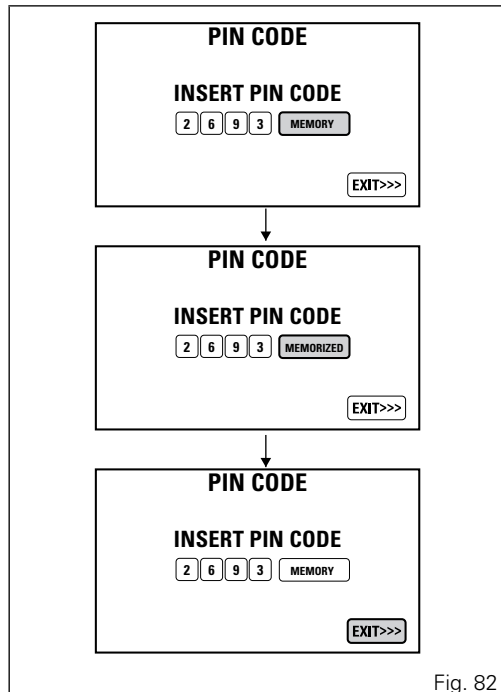 PIN CODE
INSERT PIN CODE
2 6 9 3 MEMORY
EXIT>>>
PIN CODE
INSERT PIN CODE
2 6 9 3 MEMORIZED
EXIT>>>
PIN CODE
INSERT PIN CODE
2 6 9 3 MEMORY
EXIT>>>
Fig. 82